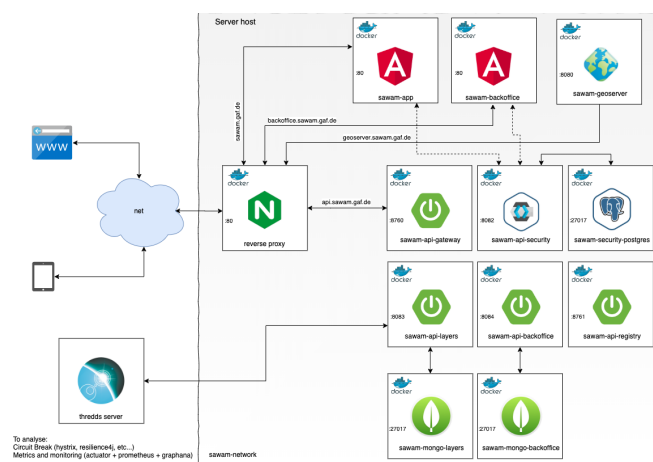 Server host
docker
:80
sawam-app
docker
:80
sawam-backoffice
docker
:8080
sawam-geoserver
sawam.gaf.de
backoffice.sawam.gaf.de
geoserver.sawam.gaf.de
WWW
net
docker
:80
reverse proxy
api.sawam.gaf.de
docker
:8760
sawam-api-gateway
docker
:8082
sawam-api-security
docker
:27017
sawam-security-postgres
docker
:8083
sawam-api-layers
docker
:8084
sawam-api-backoffice
docker
:8761
sawam-api-registry
thredds server
docker
:27017
sawam-mongo-layers
docker
:27017
sawam-mongo-backoffice
To analyse:
Circuit Break (hystrix, resilience4j, etc...)
Metrics and monitoring (actuator + prometheus + graphana)
sawam-network